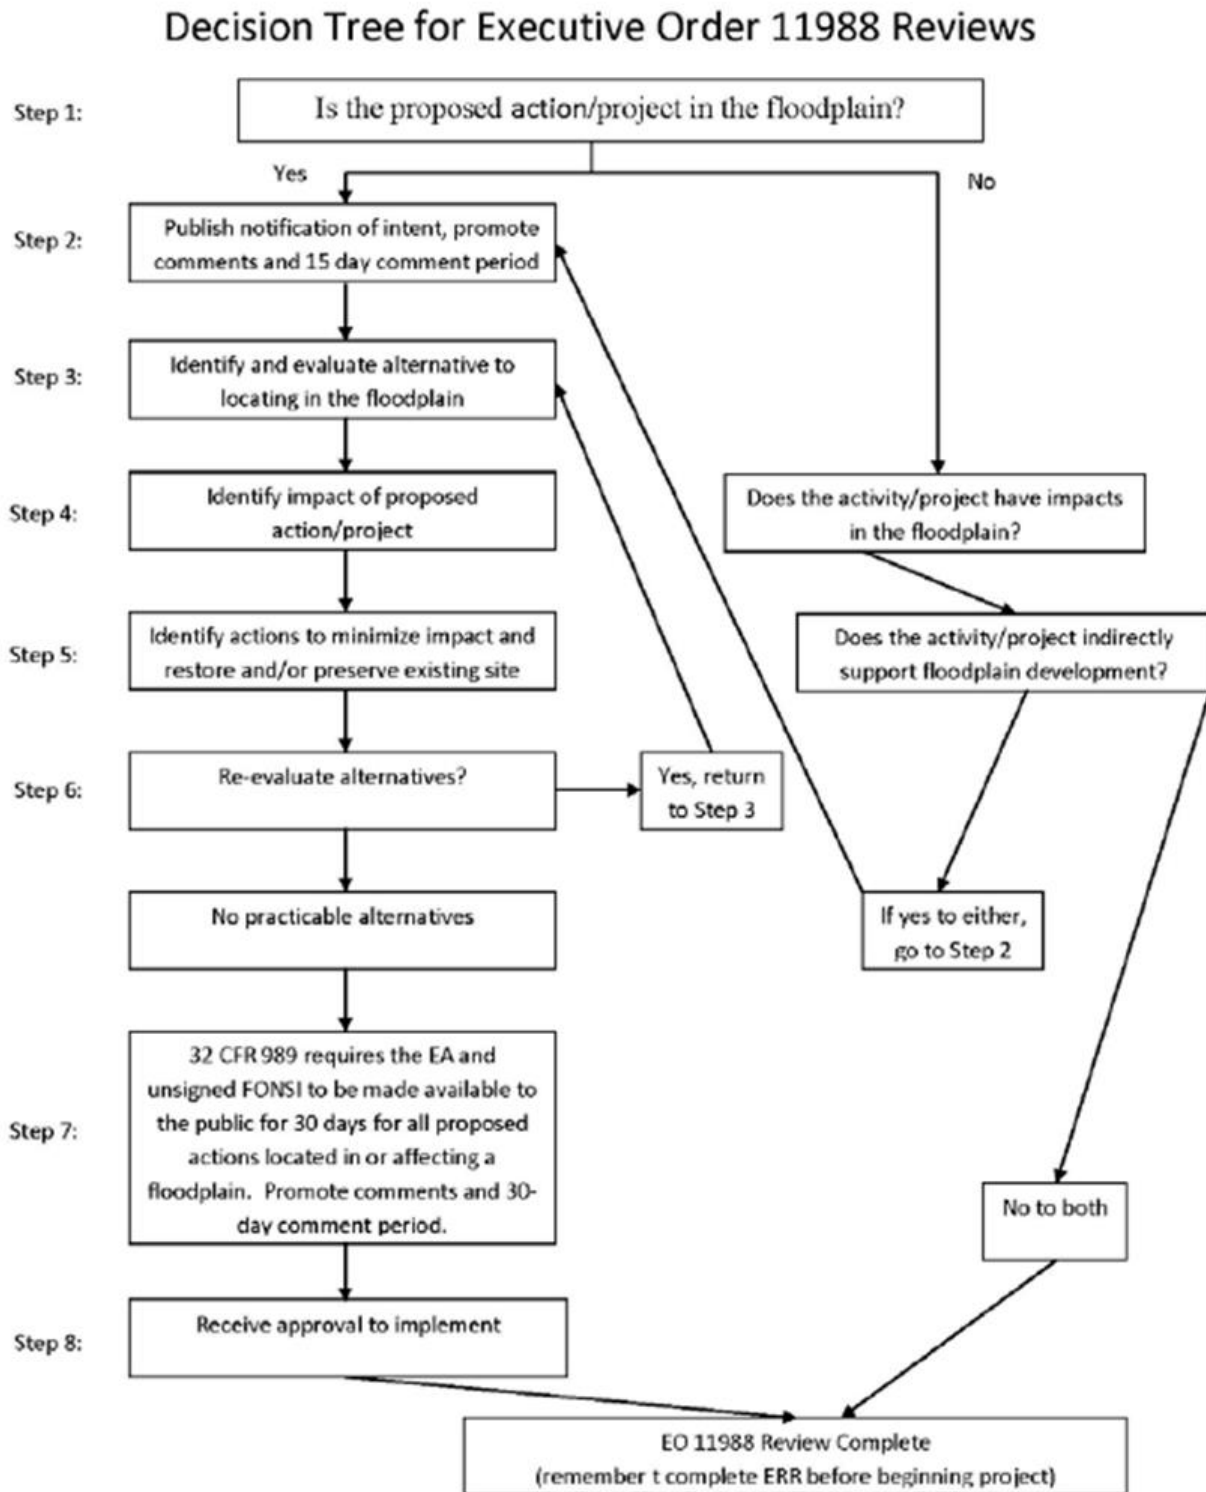 Decision Tree for Executive Order 11988 Reviews
Step 1:
Is the proposed action/project in the floodplain?
Yes
No
Step 2:
Publish notification of intent, promote
comments and 15 day comment period
Step 3:
Identify and evaluate alternative to
locating in the floodplain
Step 4:
Identify impact of proposed
action/project
Does the activity/project have impacts
in the floodplain?
Step 5:
Identify actions to minimize impact and
restore and/or preserve existing site
Does the activity/project indirectly
support floodplain development?
Step 6:
Re-evaluate alternatives?
Yes, return
to Step 3
No practicable alternatives
If yes to either,
go to Step 2
Step 7:
32 CFR 989 requires the EA and
unsigned FONSI to be made available to
the public for 30 days for all proposed
actions located in or affecting a
floodplain. Promote comments and 30-
day comment period.
No to both
Step 8:
Receive approval to implement
EO 11988 Review Complete
(remember t complete ERR before beginning project)